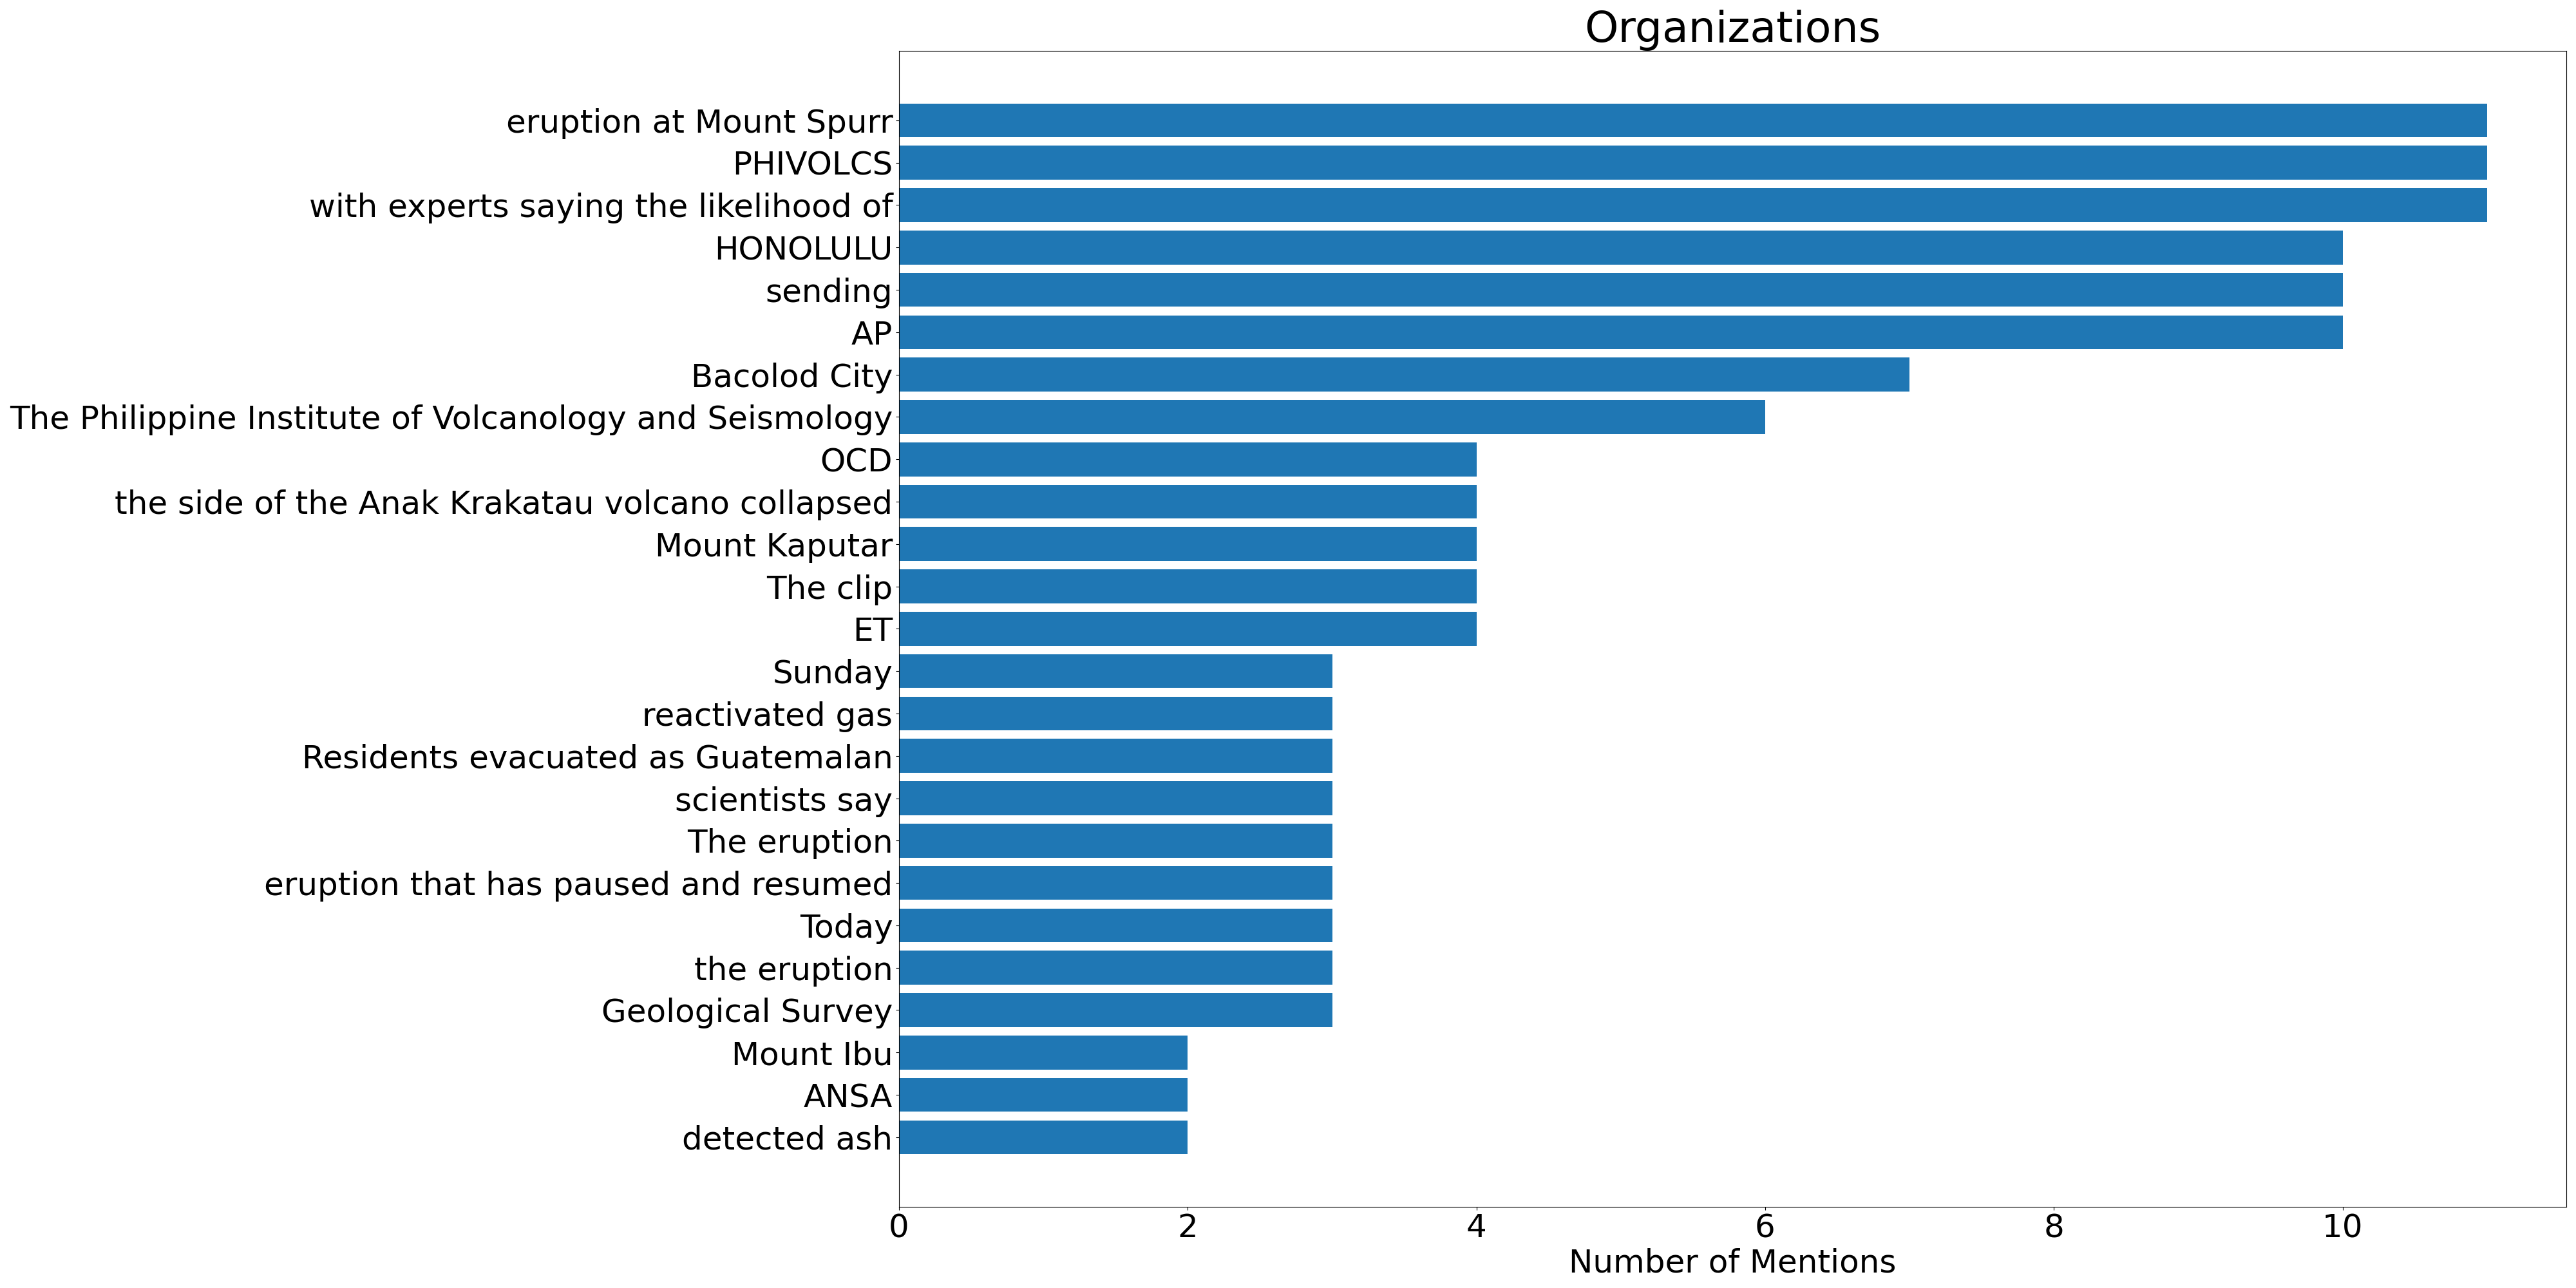 Organizations
eruption at Mount Spurr
PHIVOLCS
with experts saying the likelihood of
HONOLULU
sending
AP
Bacolod City
The Philippine Institute of Volcanology and Seismology
OCD
the side of the Anak Krakatau volcano collapsed
Mount Kaputar
The clip
ET
Sunday
reactivated gas
Residents evacuated as Guatemalan
scientists say
The eruption
eruption that has paused and resumed
Today
the eruption
Geological Survey
Mount Ibu
ANSA
detected ash
0 2 4 6 8 10
Number of Mentions